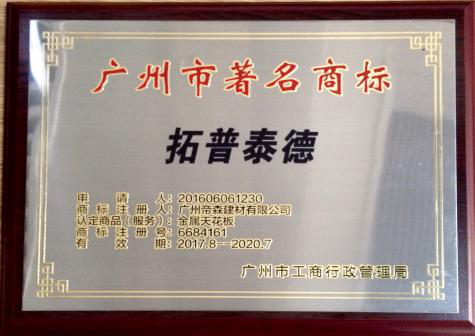 广州市著名商标
拓普泰德
申请人:201606061230
商标注册人:广州帝森建材有限公司
认定商品(服务):金属天花板
商标注册号:6684161
有效期:2017.8--2020.7
广州市工商行政管理局